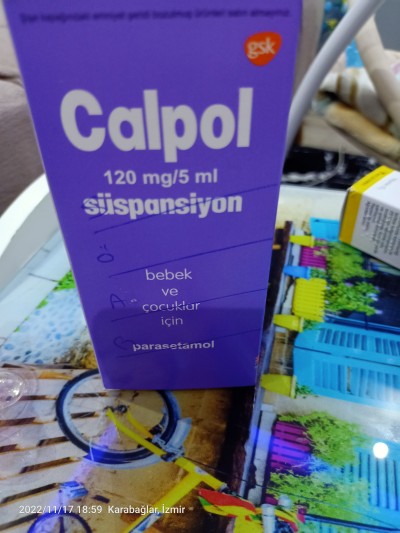 gsk
Calpol
120 mg/5 ml
süspansiyon
bebek
ve
çocuklar
için
parasetamol
2022/11/17 18:59 Karabağlar, İzmir